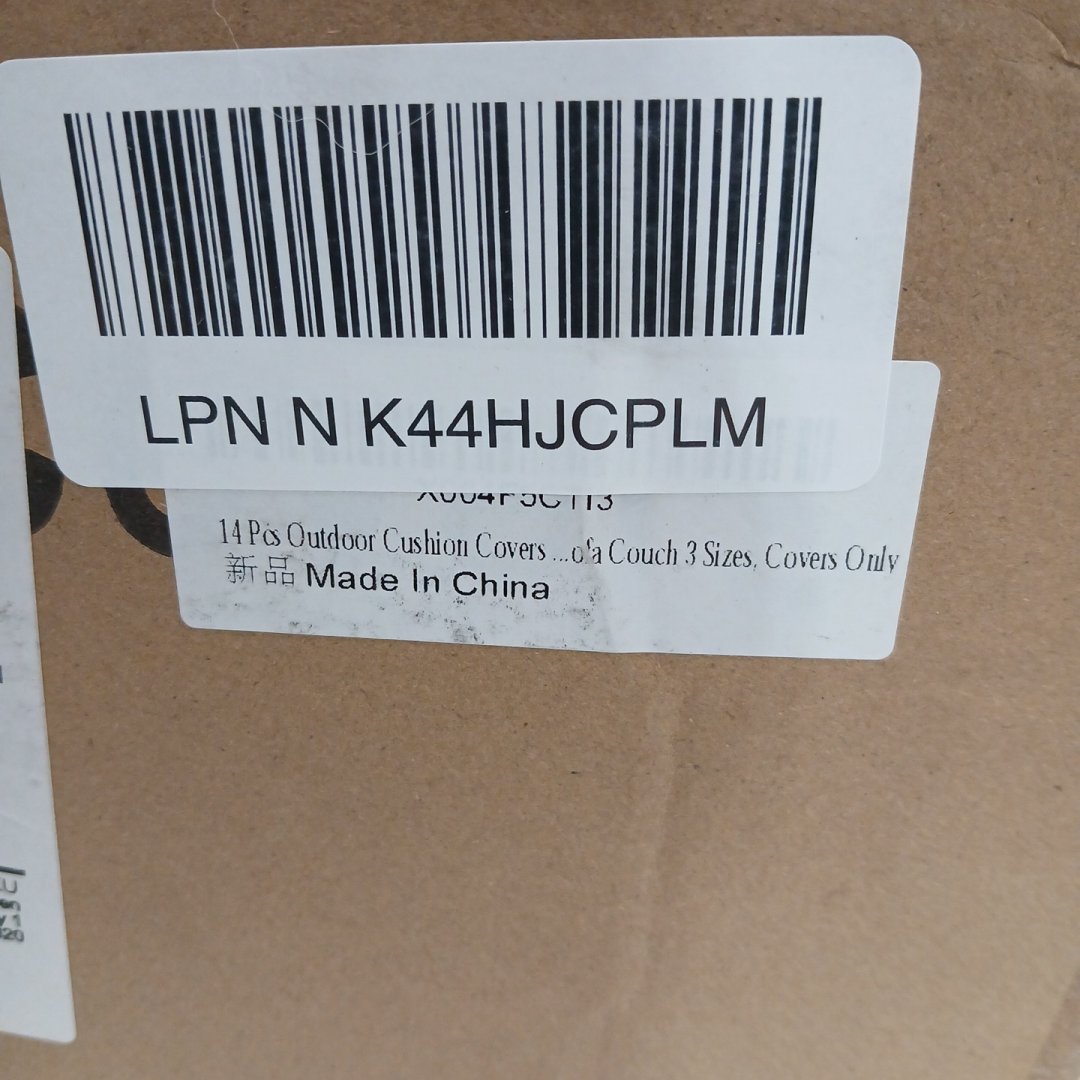 LPN N K44HJCPLM
14 Pcs Outdoor Cushion Covers ...ofa Couch 3 Sizes, Covers Only
新品 Made In China